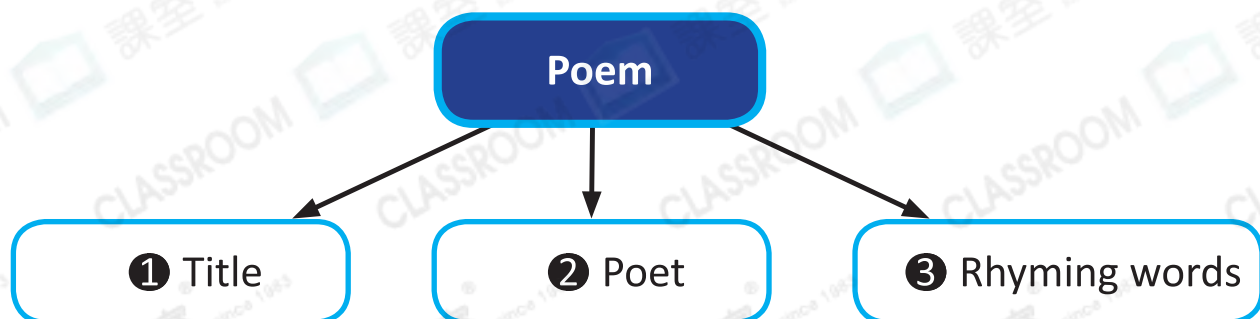 Poem
❶ Title
❷ Poet
❸ Rhyming words